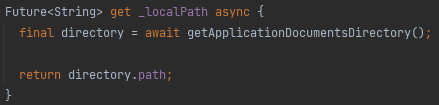 Future<String> get _localPath async {
  final directory = await getApplicationDocumentsDirectory();

  return directory.path;
}